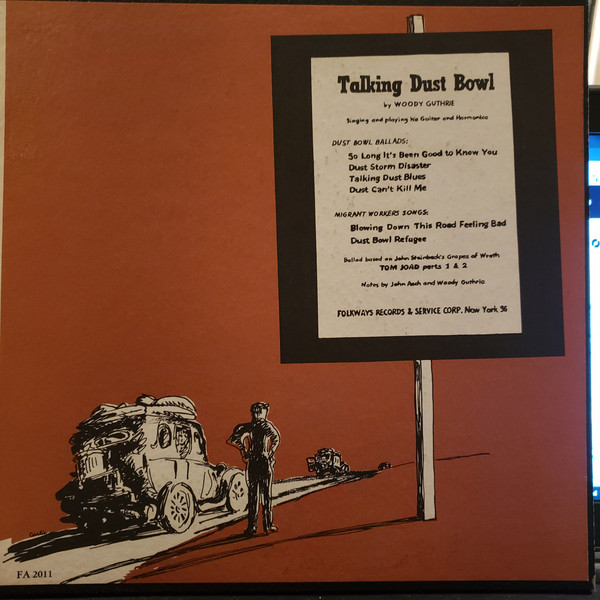 Talking Dust Bowl
by WOODY GUTHRIE
Singing and playing his Guitar and Harmonica
DUST BOWL BALLADS:
So Long It's Been Good to Know You
Dust Storm Disaster
Talking Dust Blues
Dust Can't Kill Me
MIGRANT WORKERS SONGS:
Blowing Down This Road Feeling Bad
Dust Bowl Refugee
Ballad based on John Steinbeck's Grapes of Wrath
TOM JOAD parts 1 & 2
Notes by John Asch and Woody Guthrie
FOLKWAYS RECORDS & SERVICE CORP. New York 36
FA 2011